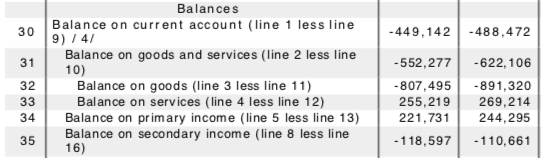 Balances
30 Balance on current account (line 1 less line 9) / 4/ -449,142 -488,472
31 Balance on goods and services (line 2 less line 10) -552,277 -622,106
32 Balance on goods (line 3 less line 11) -807,495 -891,320
33 Balance on services (line 4 less line 12) 255,219 269,214
34 Balance on primary income (line 5 less line 13) 221,731 244,295
35 Balance on secondary income (line 8 less line 16) -118,597 -110,661